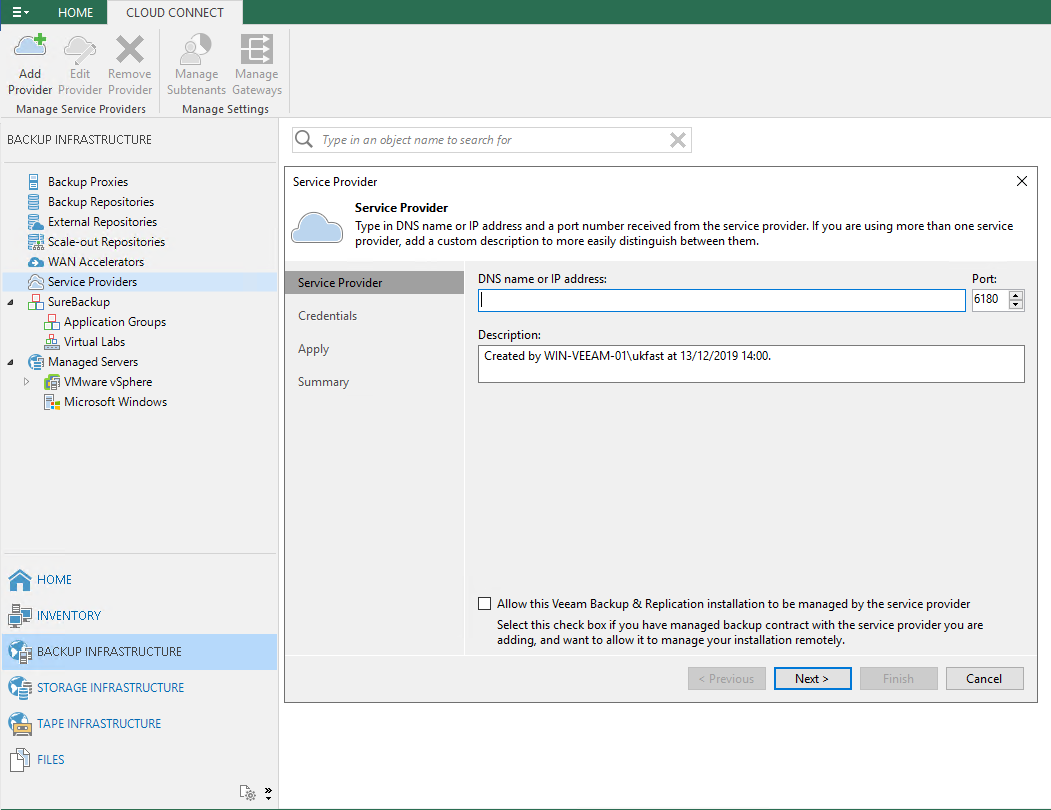 HOME
CLOUD CONNECT
Add Provider
Edit Provider
Remove Provider
Manage Subtenants
Manage Gateways
Manage Service Providers
Manage Settings
BACKUP INFRASTRUCTURE
Backup Proxies
Backup Repositories
External Repositories
Scale-out Repositories
WAN Accelerators
Service Providers
SureBackup
Application Groups
Virtual Labs
Managed Servers
VMware vSphere
Microsoft Windows
HOME
INVENTORY
BACKUP INFRASTRUCTURE
STORAGE INFRASTRUCTURE
TAPE INFRASTRUCTURE
FILES
Type in an object name to search for
Service Provider
Service Provider
Type in DNS name or IP address and a port number received from the service provider. If you are using more than one service
provider, add a custom description to more easily distinguish between them.
Service Provider
Credentials
Apply
Summary
DNS name or IP address:
Port:
6180
Description:
Created by WIN-VEEAM-01\ukfast at 13/12/2019 14:00.
Allow this Veeam Backup & Replication installation to be managed by the service provider
Select this check box if you have managed backup contract with the service provider you are
adding, and want to allow it to manage your installation remotely.
< Previous
Next >
Finish
Cancel